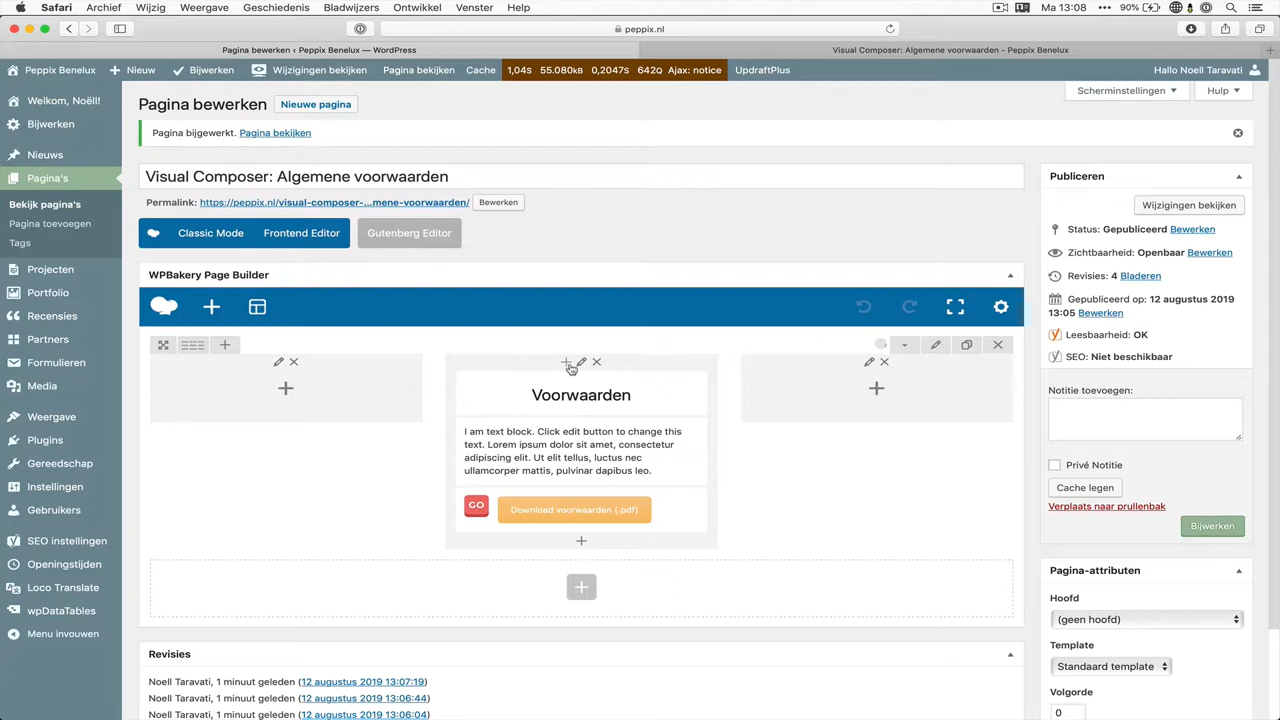 Safari Archief Wijzig Weergave Geschiedenis Bladwijzers Ontwikkel Venster Help Ma 13:08 90%
peppix.nl
Pagina bewerken ‹ Peppix Benelux — WordPress Visual Composer: Algemene voorwaarden – Peppix Benelux
Peppix Benelux Nieuw Bijwerken Wijzigingen bekijken Pagina bekijken Cache 1,04S 55.080kB 0,2047S 642Q Ajax: notice UpdraftPlus Hallo Noell Taravati
Scherminstellingen Hulp
Welkom, Noëll!
Bijwerken
Nieuws
Pagina's
Bekijk pagina's
Pagina toevoegen
Tags
Projecten
Portfolio
Recensies
Partners
Formulieren
Media
Weergave
Plugins
Gereedschap
Instellingen
Gebruikers
SEO instellingen
Openingstijden
Loco Translate
wpDataTables
Menu invouwen
Pagina bewerken Nieuwe pagina
Pagina bijgewerkt. Pagina bekijken
Visual Composer: Algemene voorwaarden
Permalink: https://peppix.nl/visual-composer-...mene-voorwaarden/ Bewerken
Classic Mode Frontend Editor Gutenberg Editor
WPBakery Page Builder
Voorwaarden
I am text block. Click edit button to change this
text. Lorem ipsum dolor sit amet, consectetur
adipiscing elit. Ut elit tellus, luctus nec
ullamcorper mattis, pulvinar dapibus leo.
GO Download voorwaarden (.pdf)
Revisies
Noell Taravati, 1 minuut geleden (12 augustus 2019 13:07:19)
Noell Taravati, 1 minuut geleden (12 augustus 2019 13:06:44)
Noell Taravati, 1 minuut geleden (12 augustus 2019 13:06:04)
Publiceren
Wijzigingen bekijken
Status: Gepubliceerd Bewerken
Zichtbaarheid: Openbaar Bewerken
Revisies: 4 Bladeren
Gepubliceerd op: 12 augustus 2019
13:05 Bewerken
Leesbaarheid: OK
SEO: Niet beschikbaar
Notitie toevoegen:
Privé Notitie
Cache legen
Verplaats naar prullenbak
Bijwerken
Pagina-attributen
Hoofd
(geen hoofd)
Template
Standaard template
Volgorde
0